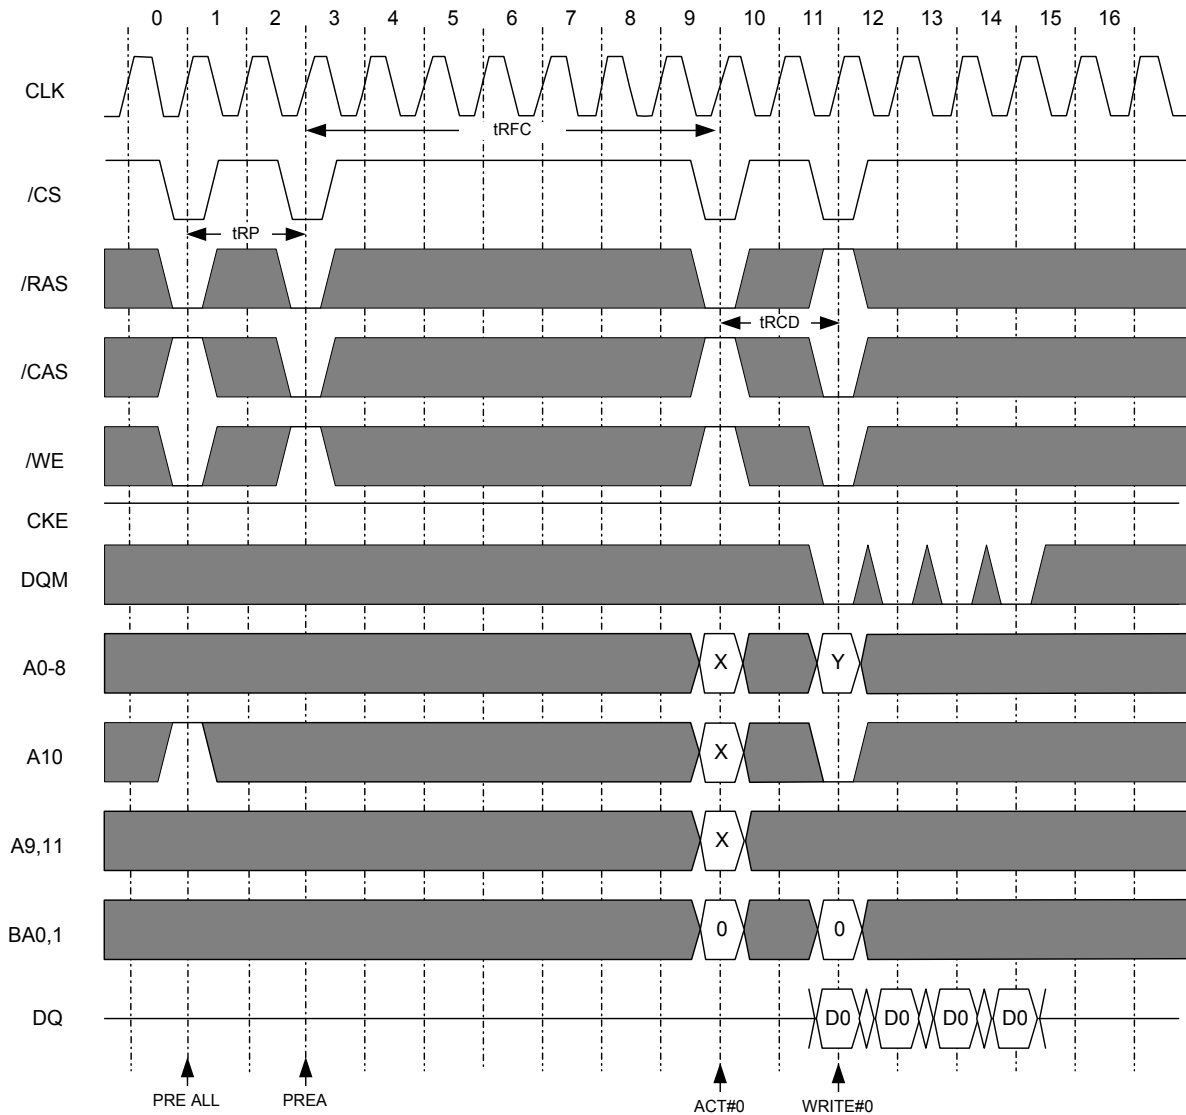 0 1 2 3 4 5 6 7 8 9 10 11 12 13 14 15 16
CLK
tRFC
/CS
tRP
/RAS
tRCD
/CAS
/WE
CKE
DQM
A0-8 X Y
A10 X
A9,11 X
BA0,1 0 0
DQ D0 D0 D0 D0
PRE ALL PREA ACT#0 WRITE#0